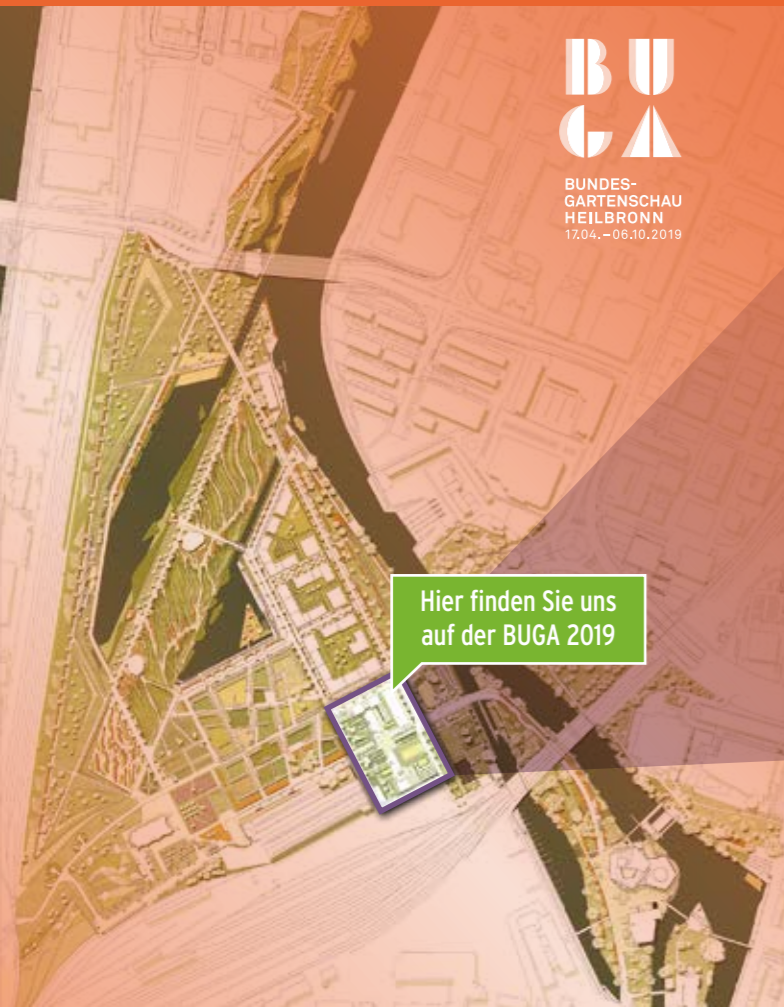 BU
GA
BUNDES-
GARTENSCHAU
HEILBRONN
17.04.–06.10.2019
Hier finden Sie uns
auf der BUGA 2019